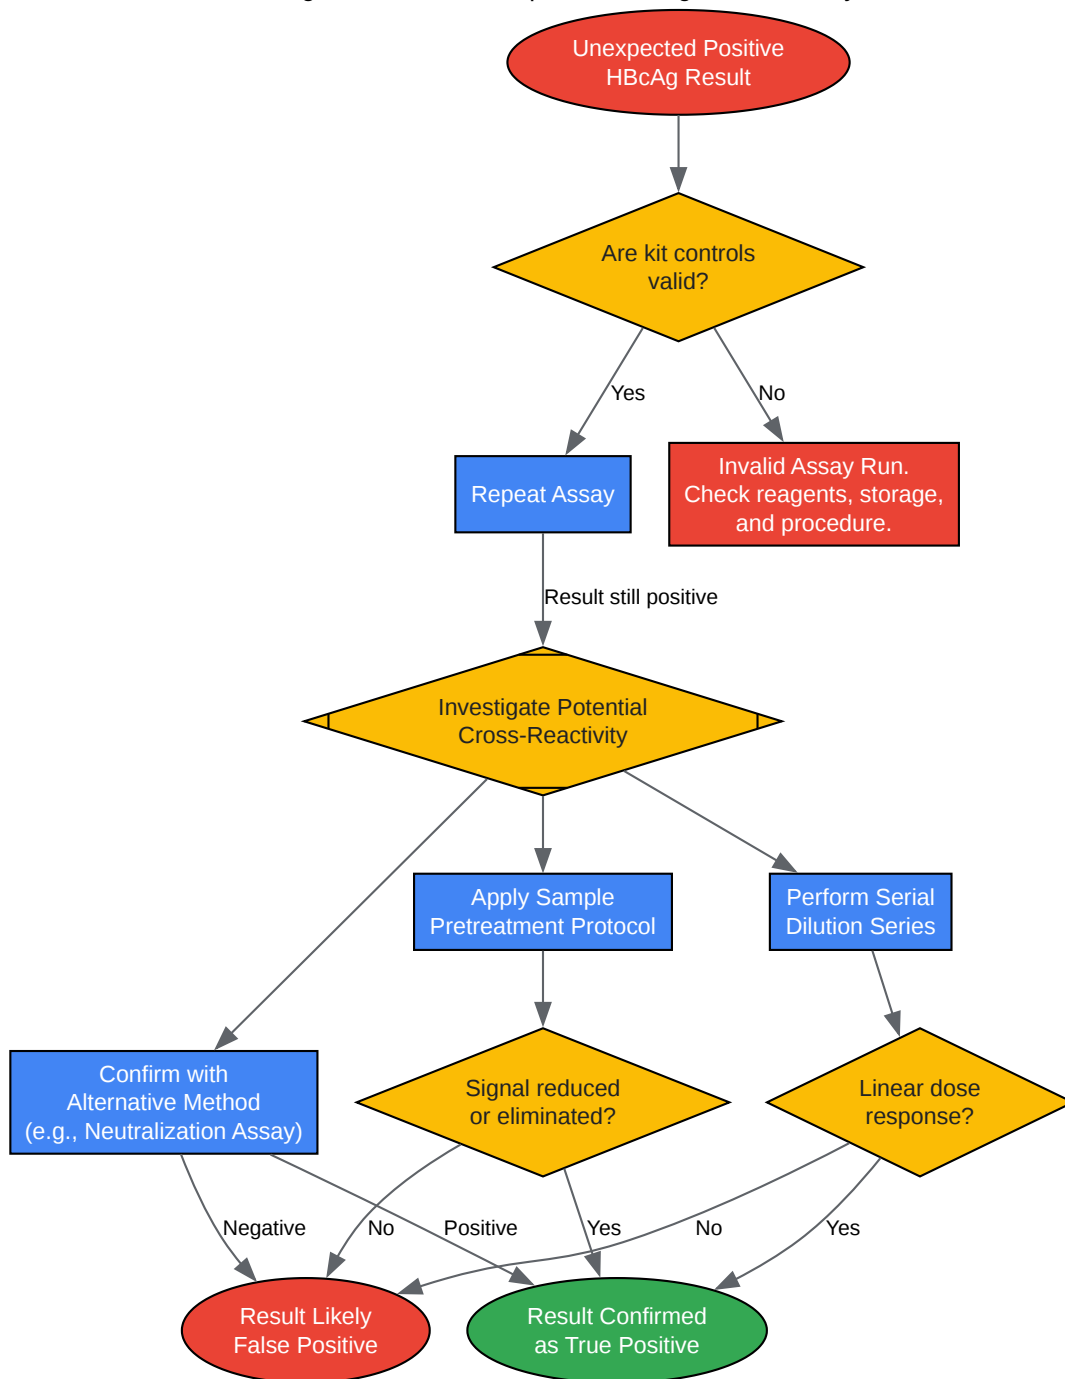 Unexpected Positive
HBcAg Result
Are kit controls
valid?
Yes
No
Repeat Assay
Invalid Assay Run.
Check reagents, storage,
and procedure.
Result still positive
Investigate Potential
Cross-Reactivity
Apply Sample
Pretreatment Protocol
Perform Serial
Dilution Series
Confirm with
Alternative Method
(e.g., Neutralization Assay)
Signal reduced
or eliminated?
Linear dose
response?
Negative
No
Positive
Yes
No
Yes
Result Likely
False Positive
Result Confirmed
as True Positive